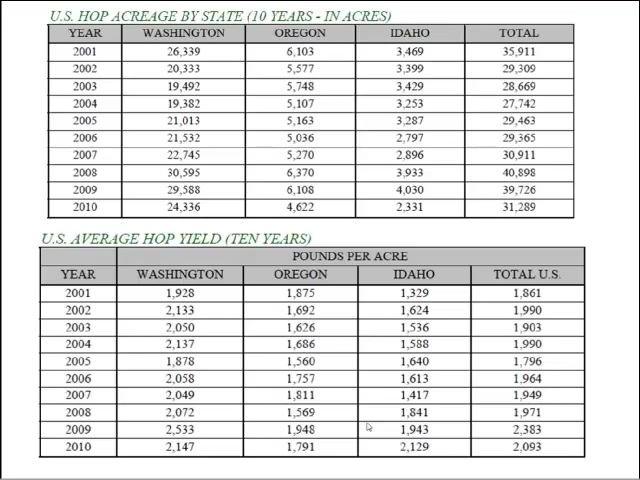 U.S. HOP ACREAGE BY STATE (10 YEARS - IN ACRES)
YEAR WASHINGTON OREGON IDAHO TOTAL
2001 26,339 6,103 3,469 35,911
2002 20,333 5,577 3,399 29,309
2003 19,492 5,748 3,429 28,669
2004 19,382 5,107 3,253 27,742
2005 21,013 5,163 3,287 29,463
2006 21,532 5,036 2,797 29,365
2007 22,745 5,270 2,896 30,911
2008 30,595 6,370 3,933 40,898
2009 29,588 6,108 4,030 39,726
2010 24,336 4,622 2,331 31,289
U.S. AVERAGE HOP YIELD (TEN YEARS)
POUNDS PER ACRE
YEAR WASHINGTON OREGON IDAHO TOTAL U.S.
2001 1,928 1,875 1,329 1,861
2002 2,133 1,692 1,624 1,990
2003 2,050 1,626 1,536 1,903
2004 2,137 1,686 1,588 1,990
2005 1,878 1,560 1,640 1,796
2006 2,058 1,757 1,613 1,964
2007 2,049 1,811 1,417 1,949
2008 2,072 1,569 1,841 1,971
2009 2,533 1,948 1,943 2,383
2010 2,147 1,791 2,129 2,093